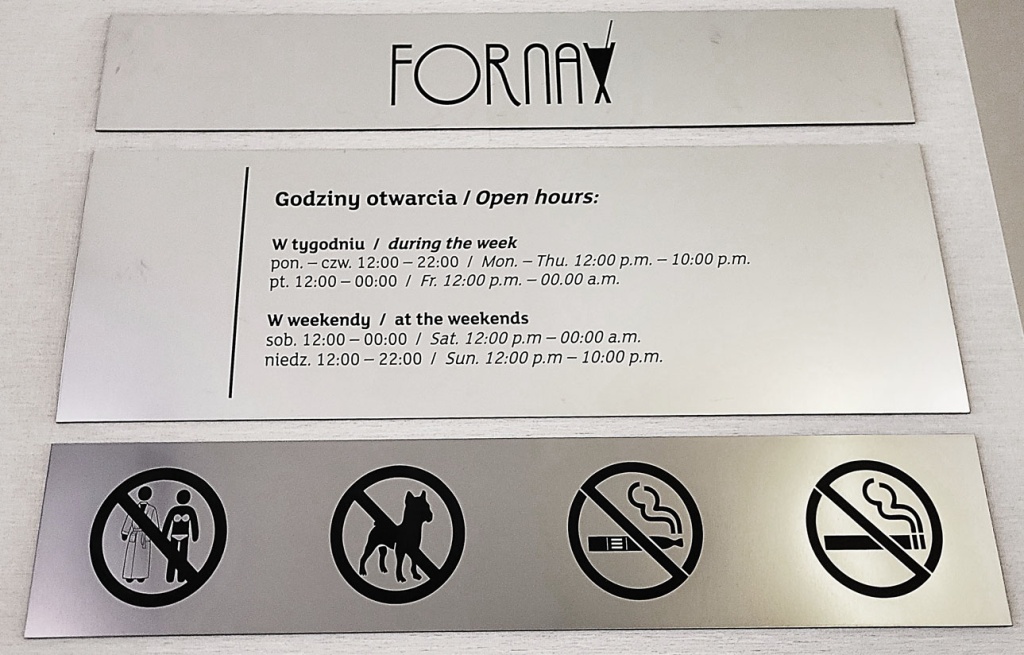 FORNAX
Godziny otwarcia / Open hours:
W tygodniu / during the week
pon. – czw. 12:00 – 22:00 / Mon. – Thu. 12:00 p.m. – 10:00 p.m.
pt. 12:00 – 00:00 / Fr. 12:00 p.m. – 00.00 a.m.
W weekendy / at the weekends
sob. 12:00 – 00:00 / Sat. 12:00 p.m – 00:00 a.m.
niedz. 12:00 – 22:00 / Sun. 12:00 p.m – 10:00 p.m.